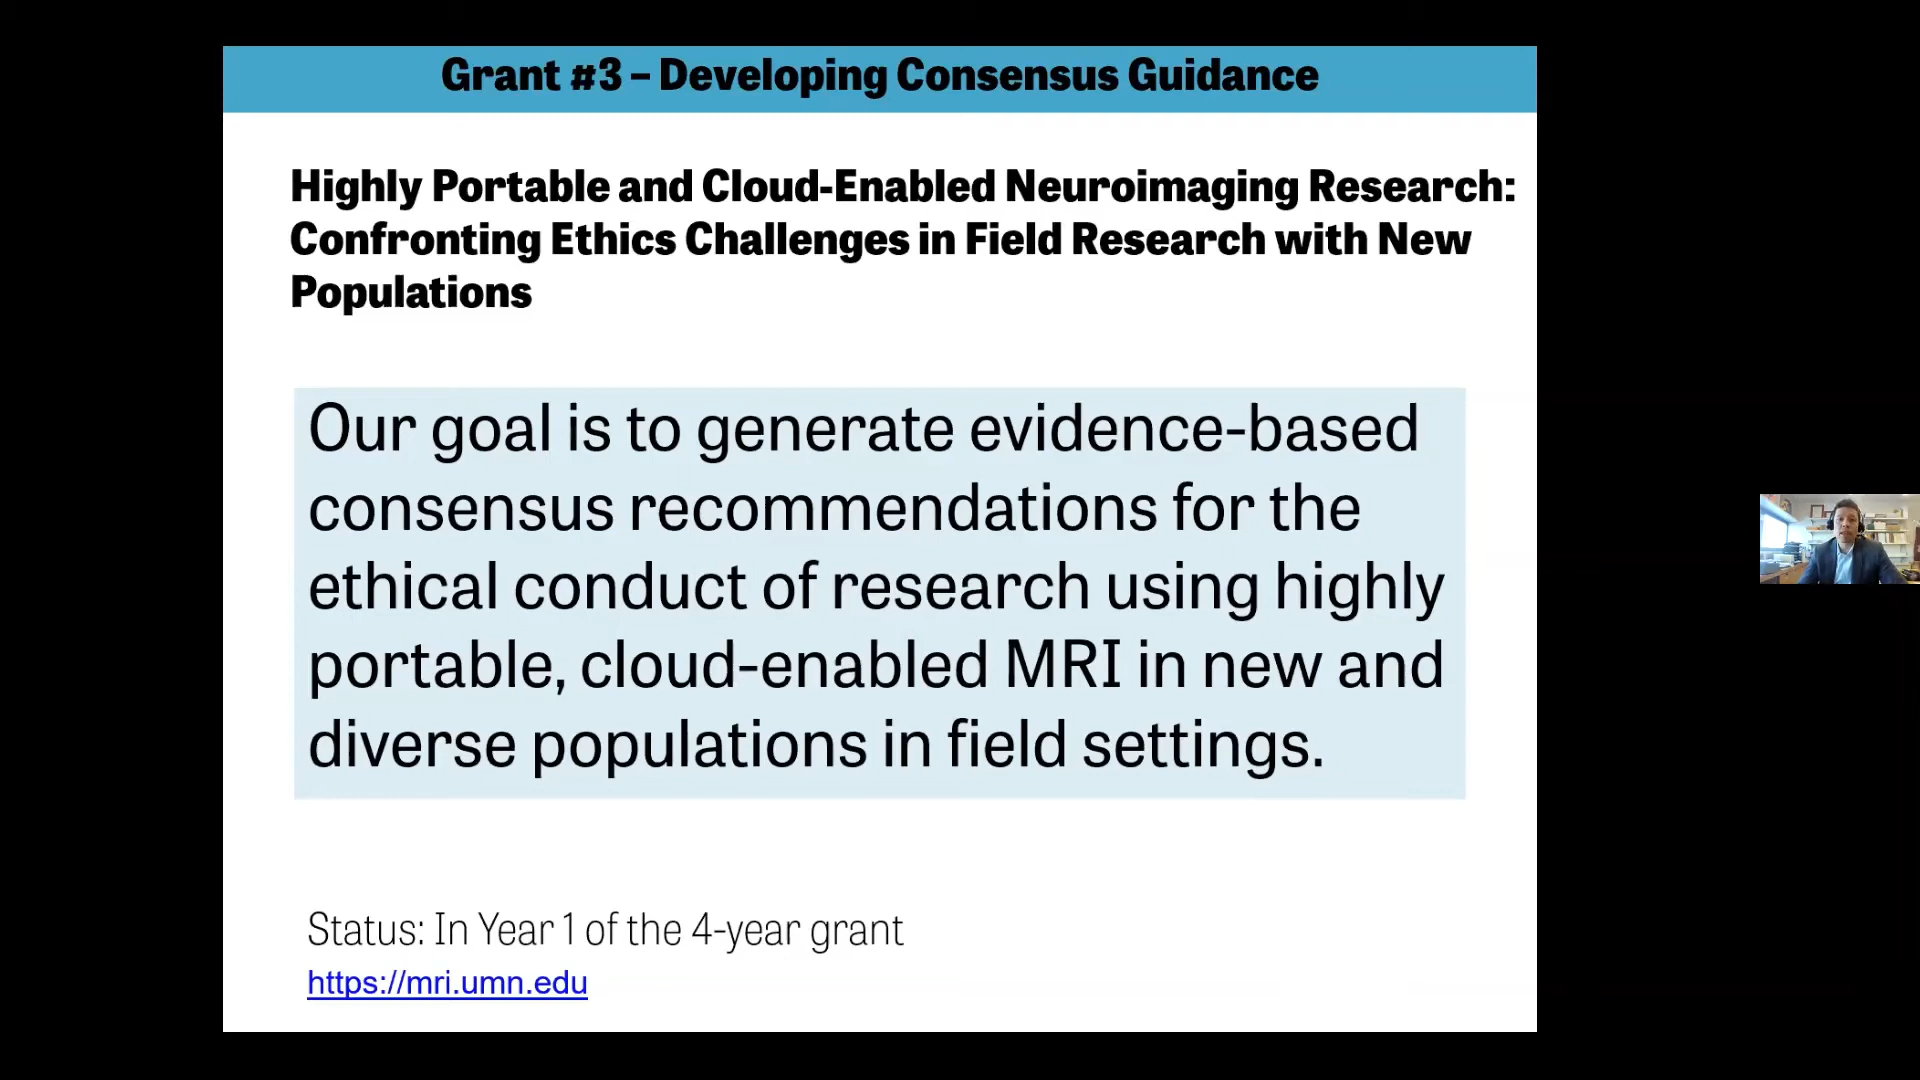 Grant #3 – Developing Consensus Guidance
Highly Portable and Cloud-Enabled Neuroimaging Research:
Confronting Ethics Challenges in Field Research with New
Populations
Our goal is to generate evidence-based
consensus recommendations for the
ethical conduct of research using highly
portable, cloud-enabled MRI in new and
diverse populations in field settings.
Status: In Year 1 of the 4-year grant
https://mri.umn.edu